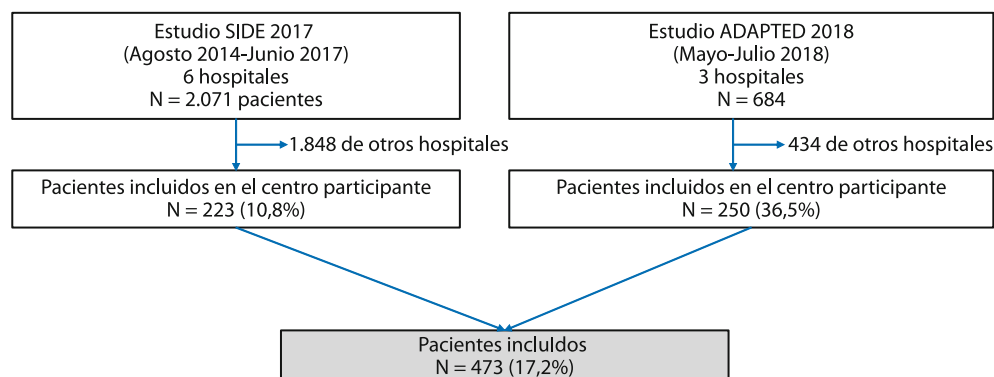 Estudio SIDE 2017
(Agosto 2014-Junio 2017)
6 hospitales
N = 2.071 pacientes
Estudio ADAPTED 2018
(Mayo-Julio 2018)
3 hospitales
N = 684
1.848 de otros hospitales
434 de otros hospitales
Pacientes incluidos en el centro participante
N = 223 (10,8%)
Pacientes incluidos en el centro participante
N = 250 (36,5%)
Pacientes incluIdos
N = 473 (17,2%)